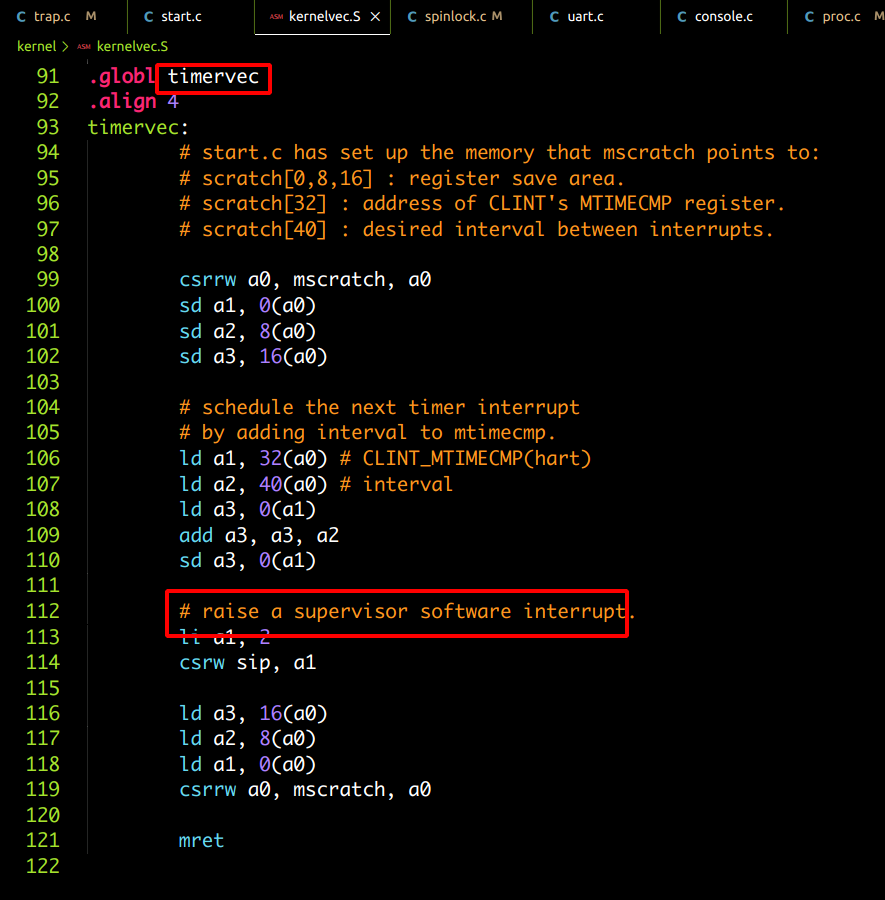 C trap.c M C start.c ASM kernelvec.S × C spinlock.c M C uart.c C console.c C proc.c M
kernel > ASM kernelvec.S
91 .globl timervec
92 .align 4
93 timervec:
94 # start.c has set up the memory that mscratch points to:
95 # scratch[0,8,16] : register save area.
96 # scratch[32] : address of CLINT's MTIMECMP register.
97 # scratch[40] : desired interval between interrupts.
98
99 csrrw a0, mscratch, a0
100 sd a1, 0(a0)
101 sd a2, 8(a0)
102 sd a3, 16(a0)
103
104 # schedule the next timer interrupt
105 # by adding interval to mtimecmp.
106 ld a1, 32(a0) # CLINT_MTIMECMP(hart)
107 ld a2, 40(a0) # interval
108 ld a3, 0(a1)
109 add a3, a3, a2
110 sd a3, 0(a1)
111
112 # raise a supervisor software interrupt.
113 li a1, 2
114 csrw sip, a1
115
116 ld a3, 16(a0)
117 ld a2, 8(a0)
118 ld a1, 0(a0)
119 csrrw a0, mscratch, a0
120
121 mret
122